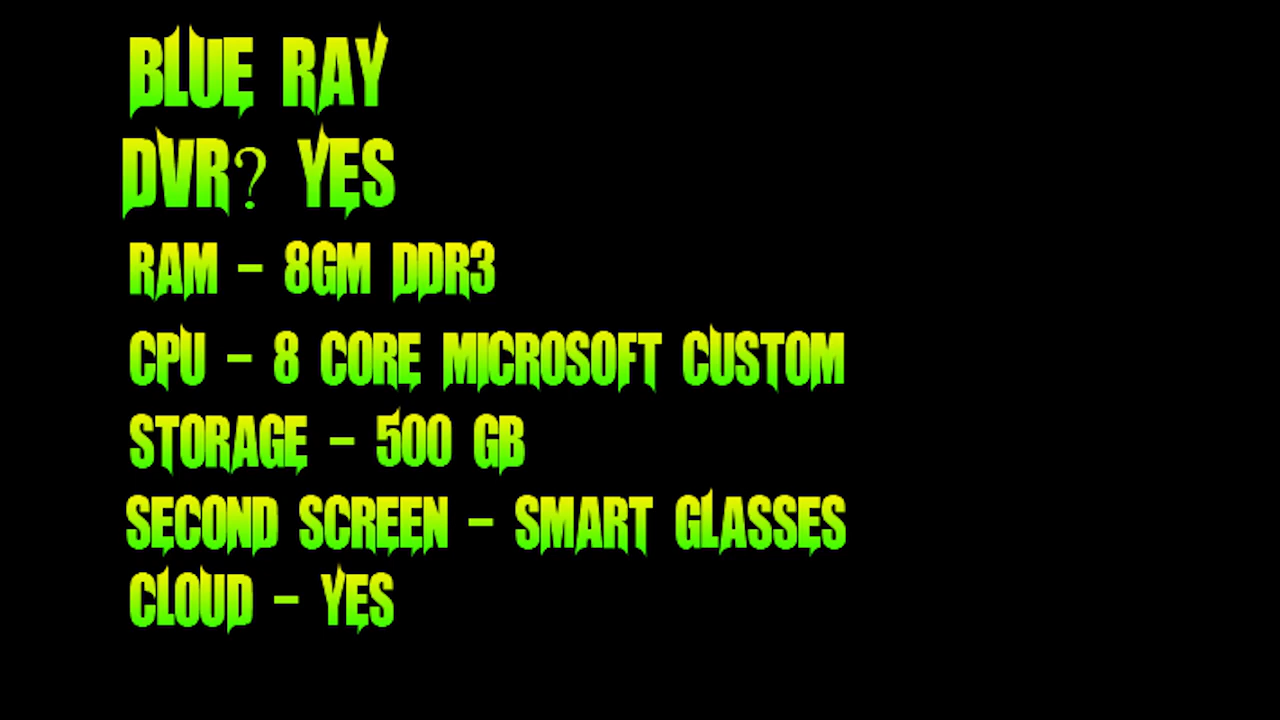 BLUE RAY
DVR? YES
RAM - 8GM DDR3
CPU - 8 CORE MICROSOFT CUSTOM
STORAGE - 500 GB
SECOND SCREEN - SMART GLASSES
CLOUD - YES